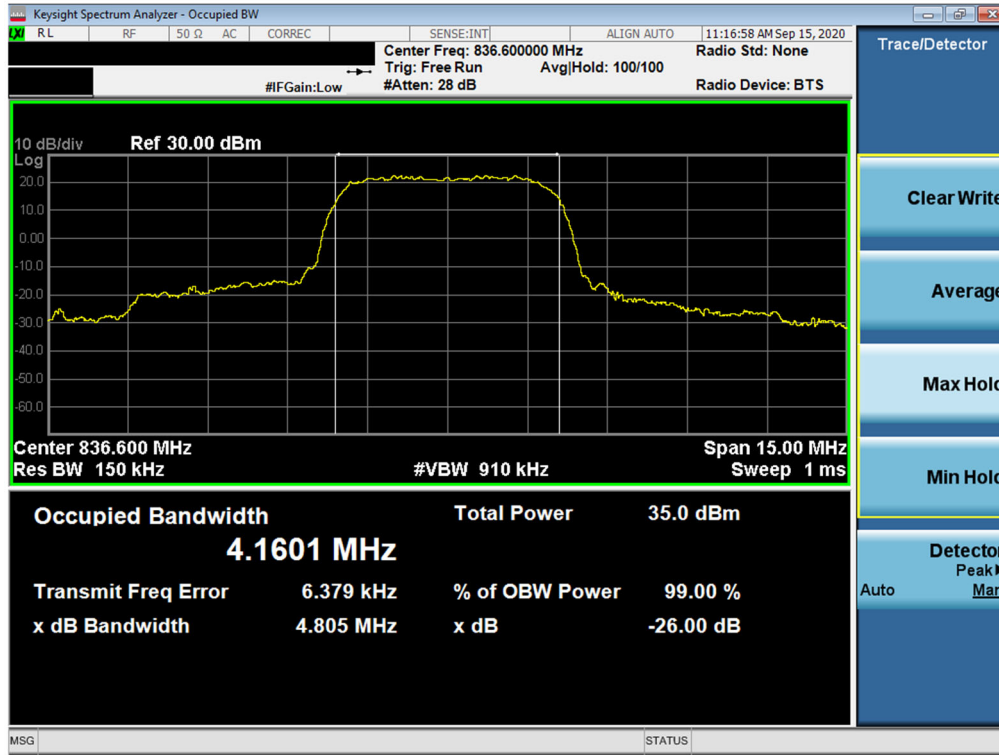 Keysight Spectrum Analyzer - Occupied BW
LXI RL RF 50 Ω AC CORREC SENSE:INT ALIGN AUTO 11:16:58 AM Sep 15, 2020
Center Freq: 836.600000 MHz Radio Std: None
Trig: Free Run Avg|Hold: 100/100
#IFGain:Low #Atten: 28 dB Radio Device: BTS
Trace/Detector
10 dB/div Ref 30.00 dBm
Log
20.0
10.0
0.00
-10.0
-20.0
-30.0
-40.0
-50.0
-60.0
Center 836.600 MHz Span 15.00 MHz
Res BW 150 kHz #VBW 910 kHz Sweep 1 ms
Occupied Bandwidth Total Power 35.0 dBm
4.1601 MHz
Transmit Freq Error 6.379 kHz % of OBW Power 99.00 %
x dB Bandwidth 4.805 MHz x dB -26.00 dB
Clear Write
Average
Max Hold
Min Hold
Detector
Peak
Auto Man
MSG STATUS